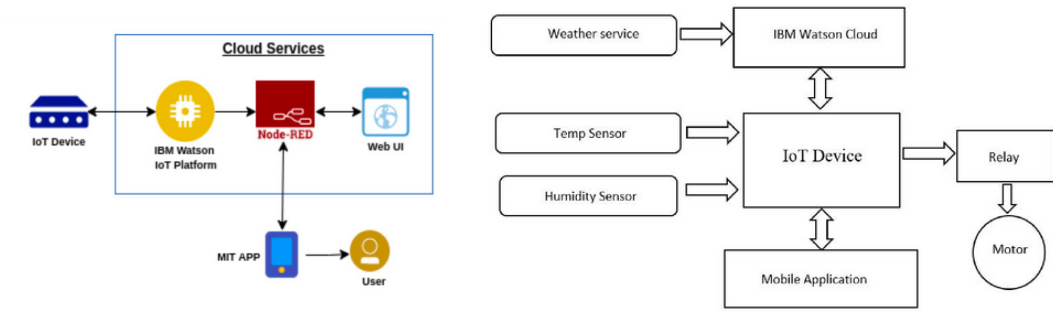 Cloud Services
IoT Device
IBM Watson
IoT Platform
Node-RED
Web UI
MIT APP
User
Weather service
IBM Watson Cloud
Temp Sensor
IoT Device
Relay
Humidity Sensor
Motor
Mobile Application